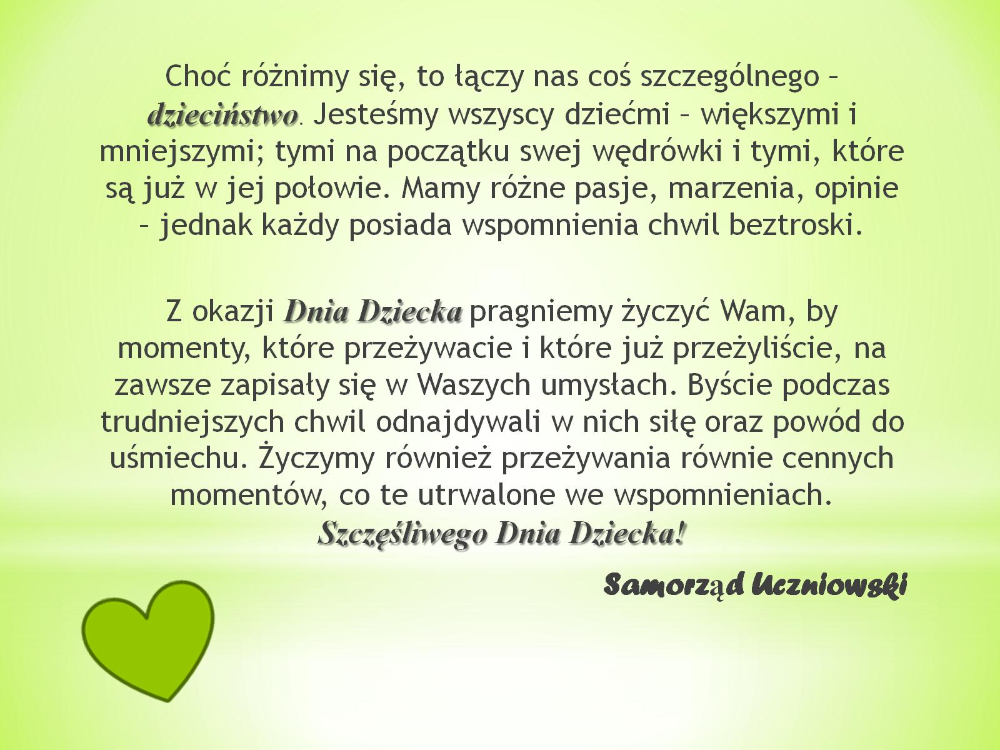 Choć różnimy się, to łączy nas coś szczególnego –
dzieciństwo. Jesteśmy wszyscy dziećmi – większymi i
mniejszymi; tymi na początku swej wędrówki i tymi, które
są już w jej połowie. Mamy różne pasje, marzenia, opinie
– jednak każdy posiada wspomnienia chwil beztroski.
Z okazji Dnia Dziecka pragniemy życzyć Wam, by
momenty, które przeżywacie i które już przeżyliście, na
zawsze zapisały się w Waszych umysłach. Byście podczas
trudniejszych chwil odnajdywali w nich siłę oraz powód do
uśmiechu. Życzymy również przeżywania równie cennych
momentów, co te utrwalone we wspomnieniach.
Szczęśliwego Dnia Dziecka!
Samorząd Uczniowski